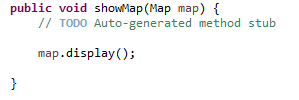 public void showMap(Map map) {
// TODO Auto-generated method stub
map.display();
}